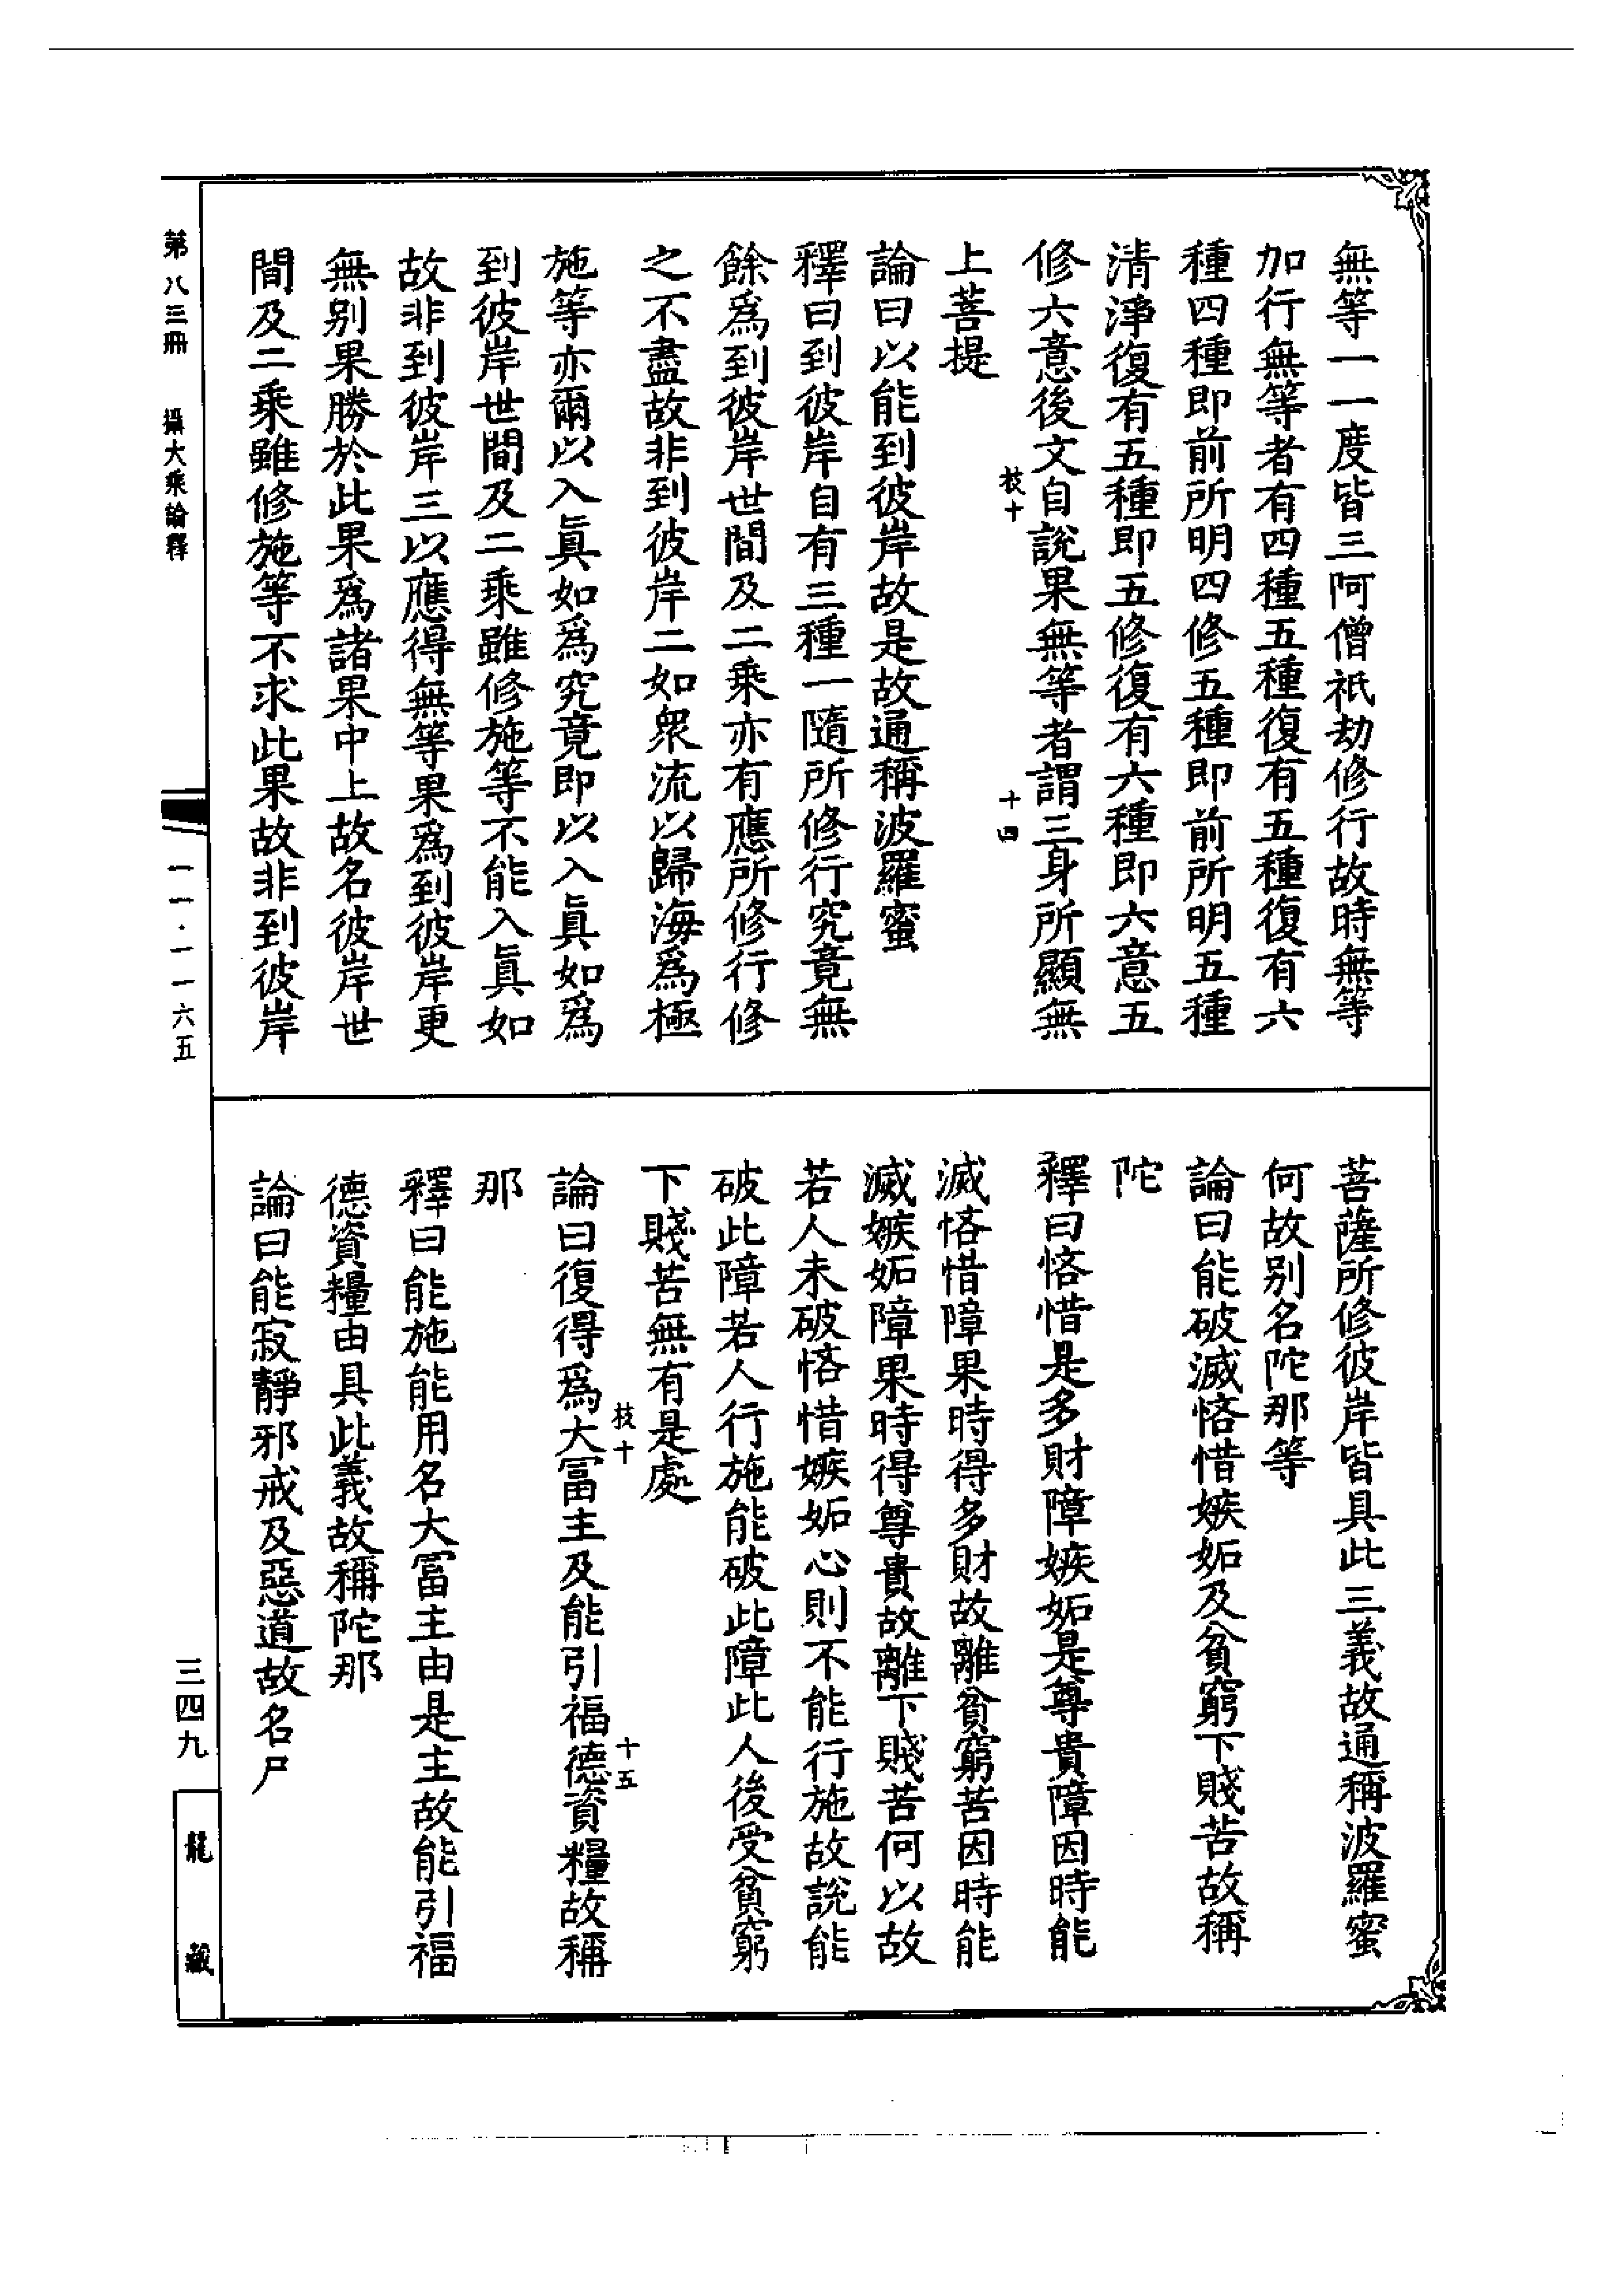 無等一一度皆三阿僧祇劫修行故時無等
加行無等者有四種五種復有五種復有六
種四種即前所明四修五種即前所明五種
清淨復有五種即五修復有六種即六意五
修六意後文自說果無等者謂三身所顯無
枝十
十四
上菩提
論曰以能到彼岸故是故通稱波羅蜜
釋曰到彼岸自有三種一隨所修行究竟無
餘爲到彼岸世間及二乘亦有應所修行修
之不盡故非到彼岸二如衆流以歸海爲極
施等亦爾以入眞如爲究竟即以入眞如爲
到彼岸世間及二乘雖修施等不能入眞如
故非到彼岸三以應得無等果爲到彼岸更
無别果勝於此果爲諸果中上故名彼岸世
間及二乘雖修施等不求此果故非到彼岸
菩薩所修彼岸皆具此三義故通稱波羅蜜
何故别名陀那等
論曰能破滅悋惜嫉妬及貧窮下賤苦故稱
陀
釋曰悋惜是多財障嫉妬是尊貴障因時能
滅悋惜障果時得多財故離貧窮苦因時能
滅嫉妬障果時得尊貴故離下賤苦何以故
若人未破悋惜嫉妬心則不能行施故說能
破此障若人行施能破此障此人後受貧窮
下賤苦無有是處
枝十
十五
論曰復得爲大冨主及能引福德資糧故稱
那
釋曰能施能用名大冨主由是主故能引福
德資糧由具此義故稱陀那
論曰能寂靜邪戒及惡道故名尸
第八三冊 攝大乘論釋
一一·一一六五
三四九
龍藏